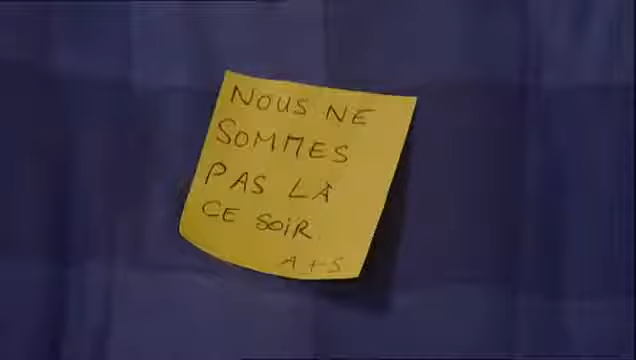 NOUS NE
SOMMES
PAS LÀ
CE SOIR
A+S